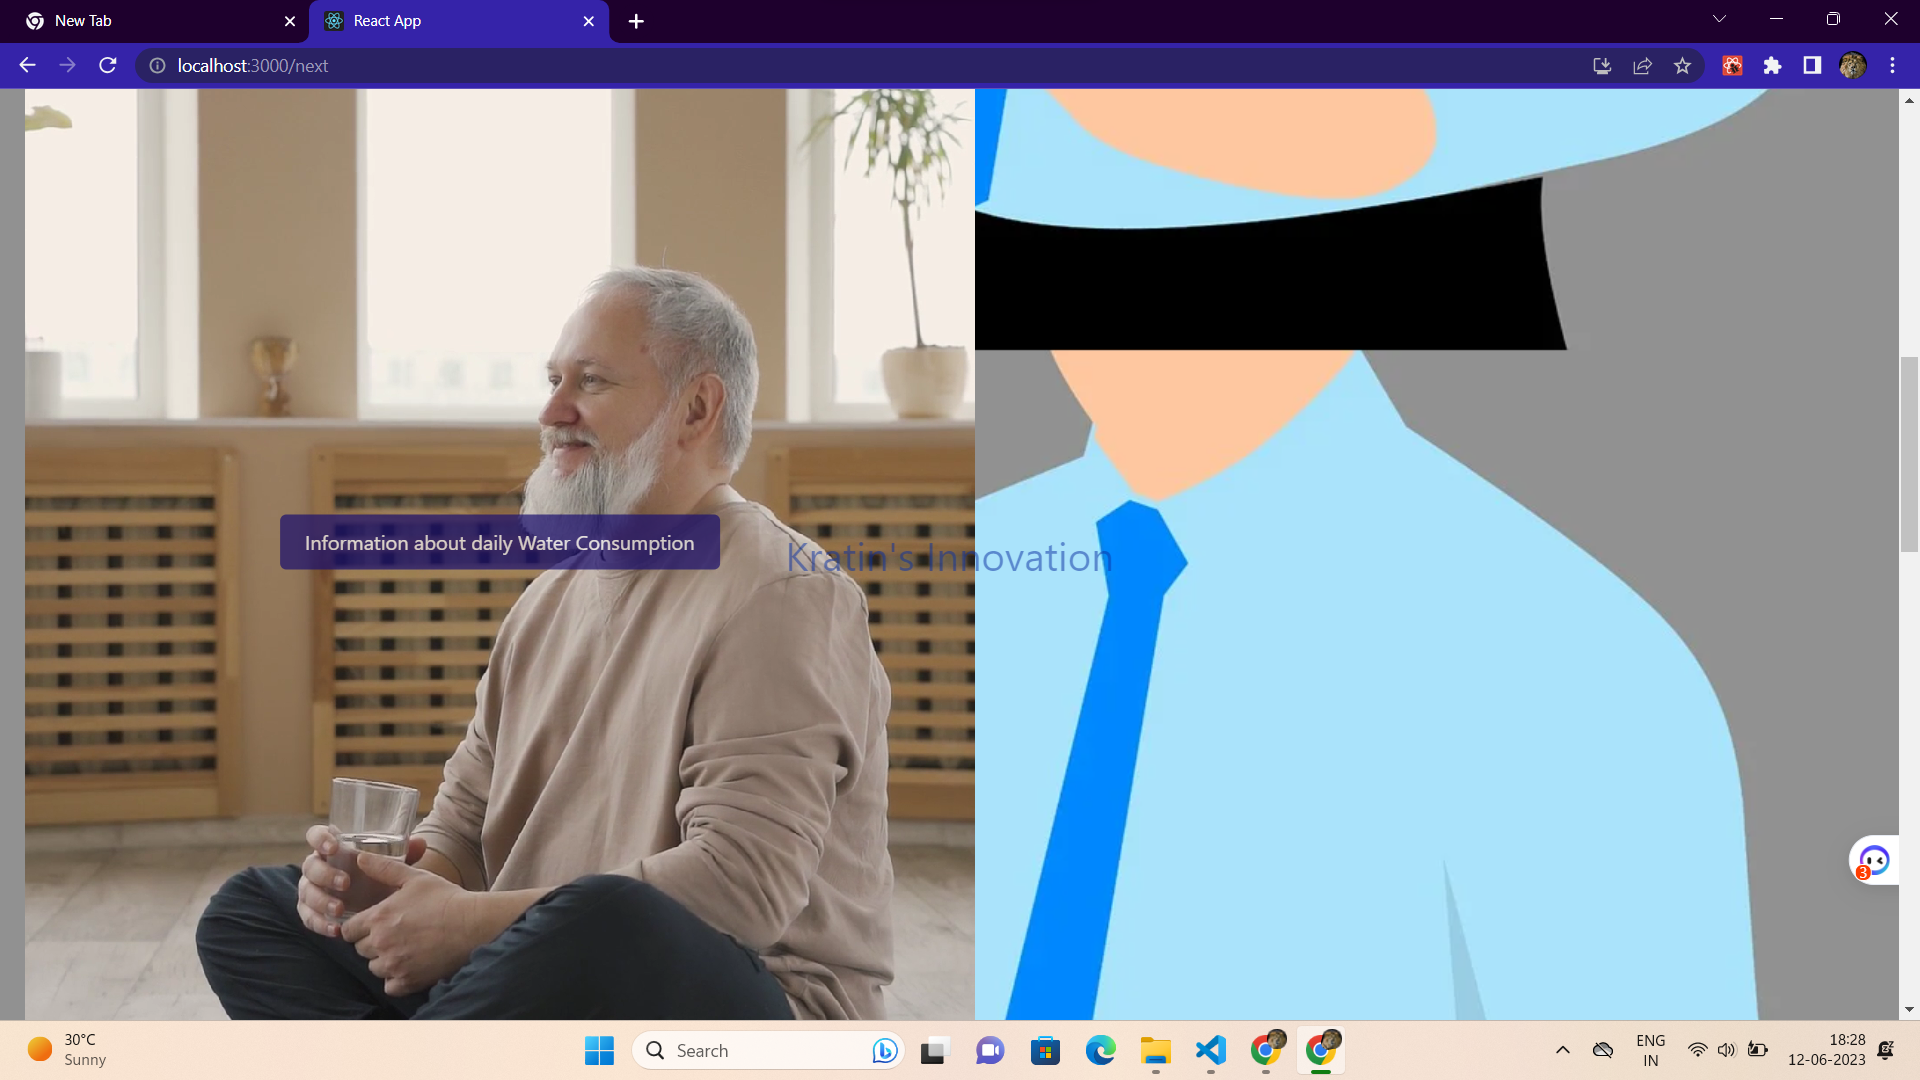 New Tab
React App
localhost:3000/next
Information about daily Water Consumption
Kratin's Innovation
3
30°C
Sunny
Search
ENG
IN
18:28
12-06-2023